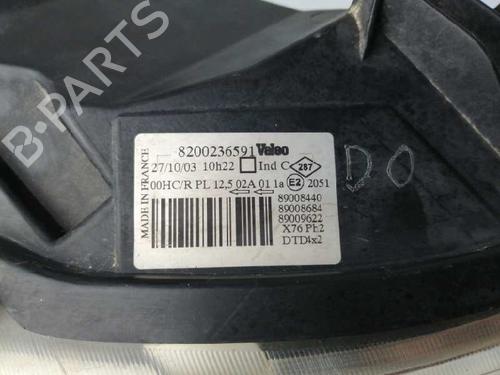 8200236591 Valeo
27/10/03 10h22 Ind C 287
00HC/R PL 12,5 02A 01 1a E2 2051
89008440
89008684
89009622
X76 PH2
DTD4x2
MADE IN FRANCE
DO
B-PARTS